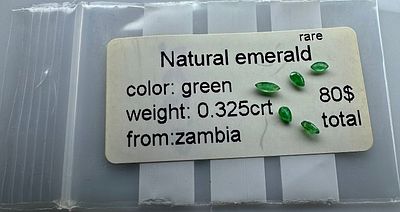 rare
Natural emerald
color: green
weight: 0.325crt
from:zambia
80$
total